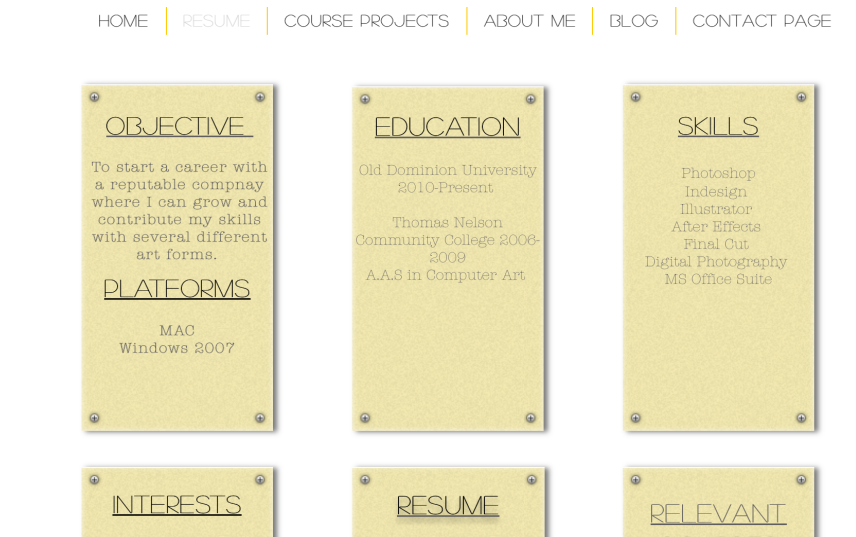 HOME RESUME COURSE PROJECTS ABOUT ME BLOG CONTACT PAGE
OBJECTIVE
To start a career with
a reputable compnay
where I can grow and
contribute my skills
with several different
art forms.
PLATFORMS
MAC
Windows 2007
EDUCATION
Old Dominion University
2010-Present
Thomas Nelson
Community College 2006-
2009
A.A.S in Computer Art
SKILLS
Photoshop
Indesign
Illustrator
After Effects
Final Cut
Digital Photography
MS Office Suite
INTERESTS
RESUME
RELEVANT